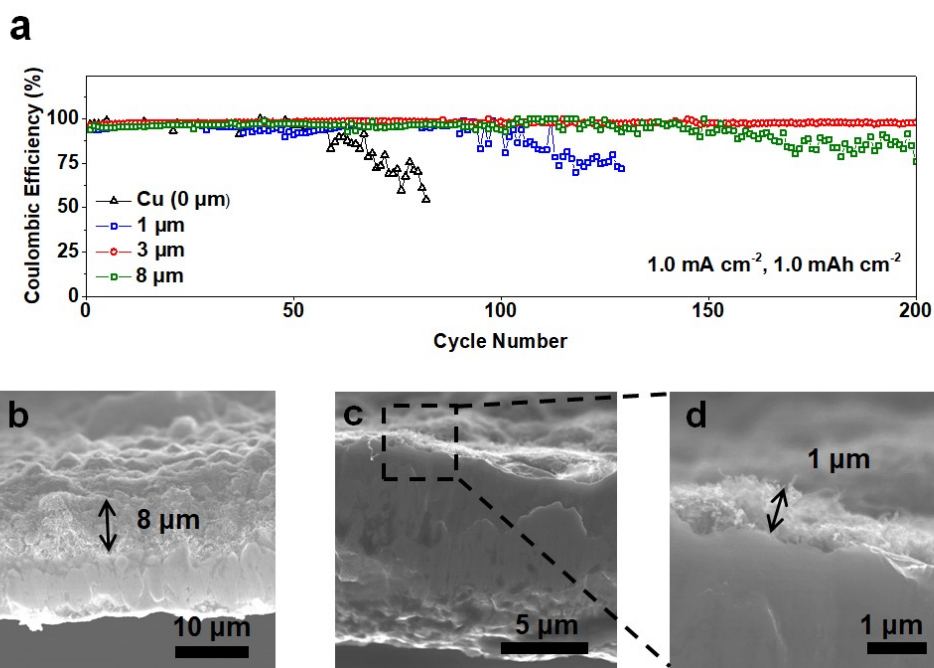 a
Coulombic Efficiency (%)
100
75
50
25
0
Cu (0 μm)
1 μm
3 μm
8 μm
1.0 mA cm⁻², 1.0 mAh cm⁻²
0 50 100 150 200
Cycle Number
b
8 μm
10 μm
c
5 μm
d
1 μm
1 μm